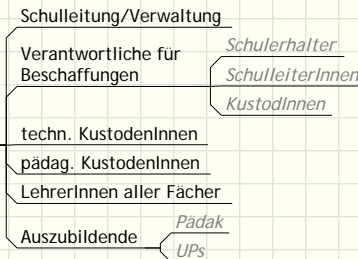 Schulleitung/Verwaltung
Verantwortliche für
Beschaffungen
Schulerhalter
SchulleiterInnen
KustodInnen
techn. KustodenInnen
pädag. KustodenInnen
LehrerInnen aller Fächer
Auszubildende
Pädak
UPs